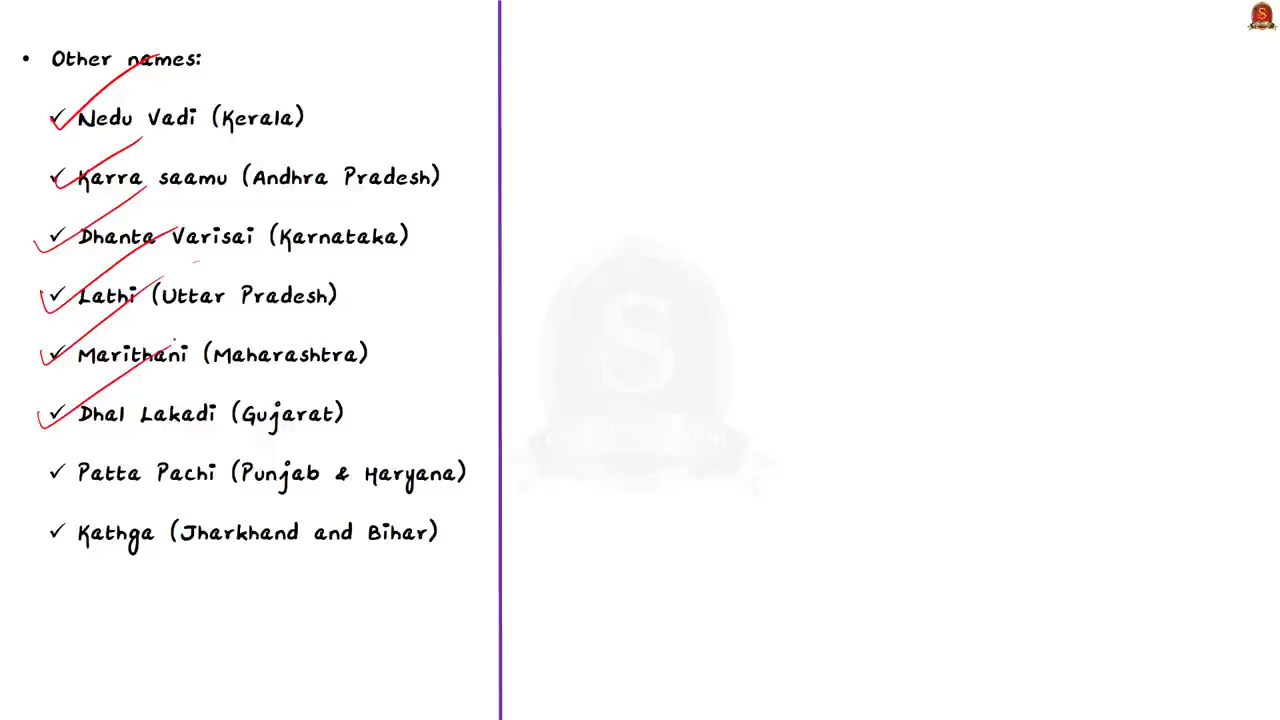 • Other names:
✓ Nedu Vadi (Kerala)
✓ Karra saamu (Andhra Pradesh)
✓ Dhanta Varisai (Karnataka)
✓ Lathi (Uttar Pradesh)
✓ Marithani (Maharashtra)
✓ Dhal Lakadi (Gujarat)
✓ Patta Pachi (Punjab & Haryana)
✓ Kathga (Jharkhand and Bihar)
S
S